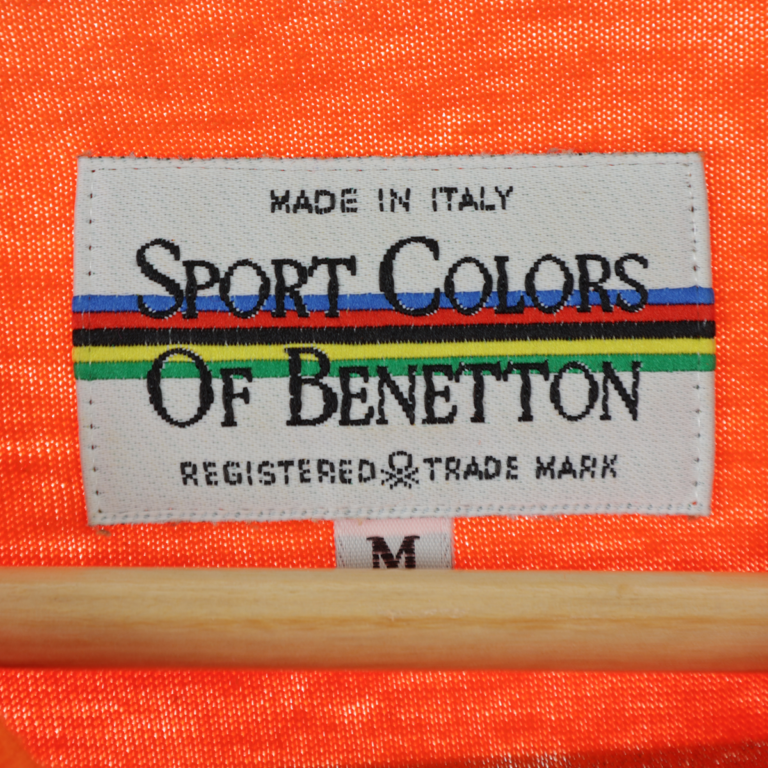 MADE IN ITALY
SPORT COLORS
OF BENETTON
REGISTERED TRADE MARK
M